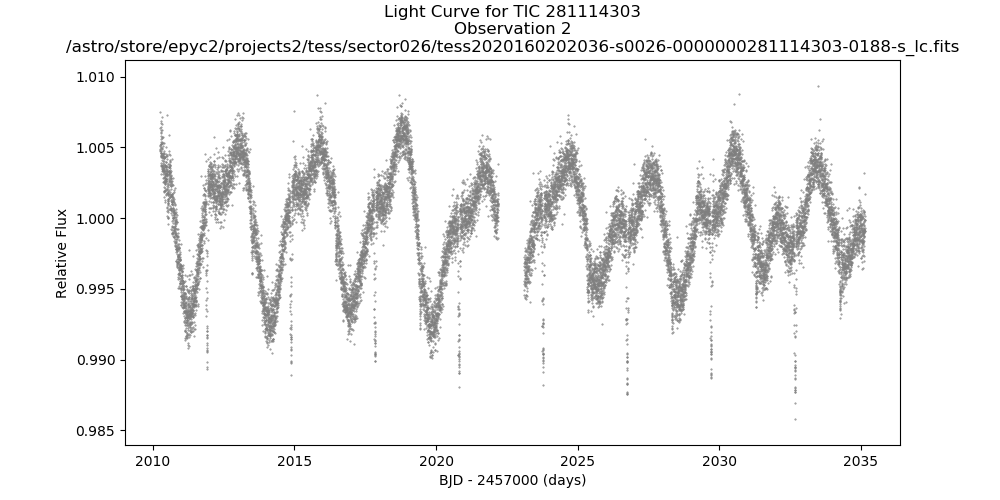 Light Curve for TIC 281114303
Observation 2
/astro/store/epyc2/projects2/tess/sector026/tess2020160202036-s0026-0000000281114303-0188-s_lc.fits
1.010
1.005
1.000
0.995
0.990
0.985
Relative Flux
2010
2015
2020
2025
2030
2035
BJD - 2457000 (days)